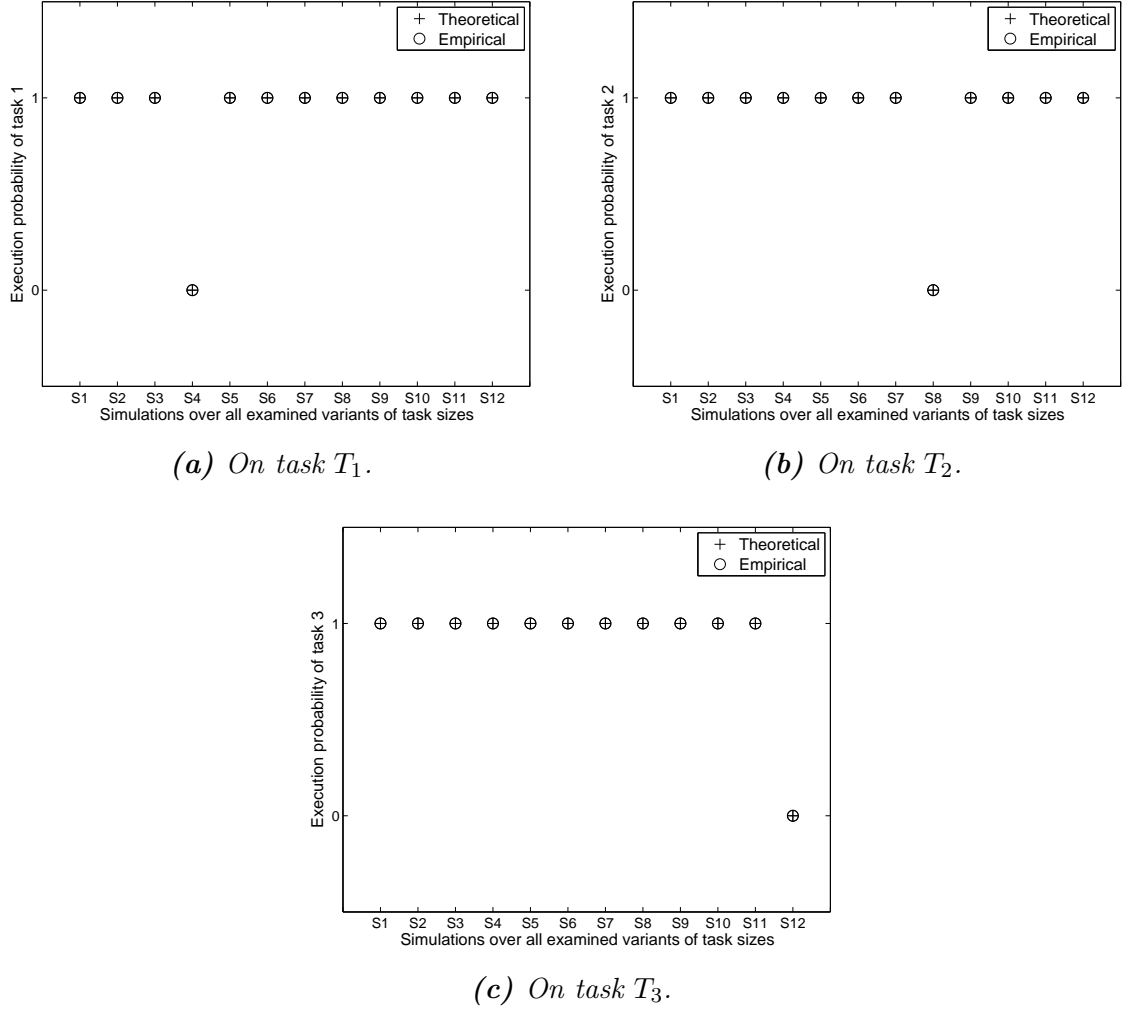 Theoretical
Empirical
Execution probability of task 1
1
0
S1 S2 S3 S4 S5 S6 S7 S8 S9 S10 S11 S12
Simulations over all examined variants of task sizes
(a) On task T₁.
Theoretical
Empirical
Execution probability of task 2
1
0
S1 S2 S3 S4 S5 S6 S7 S8 S9 S10 S11 S12
Simulations over all examined variants of task sizes
(b) On task T₂.
Theoretical
Empirical
Execution probability of task 3
1
0
S1 S2 S3 S4 S5 S6 S7 S8 S9 S10 S11 S12
Simulations over all examined variants of task sizes
(c) On task T₃.